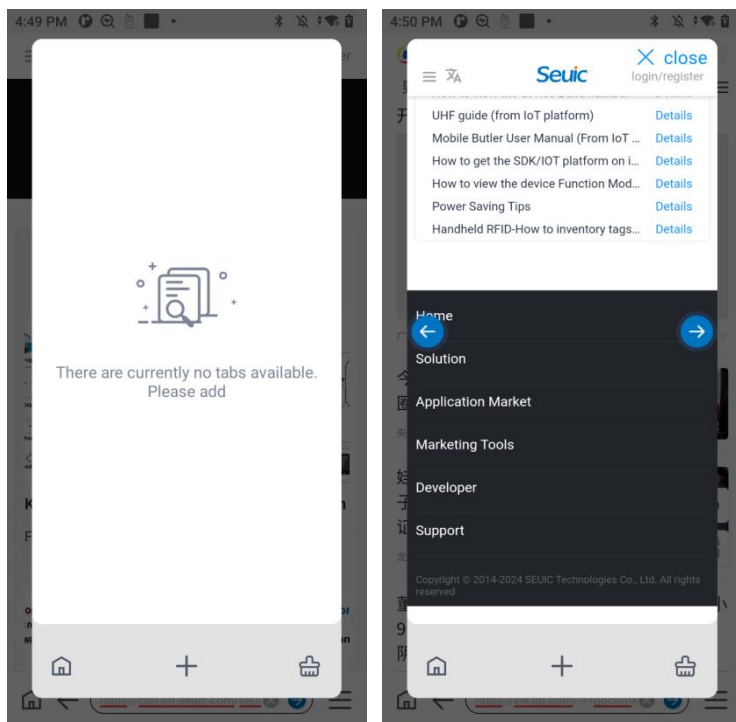 4:49 PM
There are currently no tabs available.
Please add
4:50 PM
close
Seuic
login/register
UHF guide (from IoT platform) Details
Mobile Butler User Manual (From IoT ... Details
How to get the SDK/IOT platform on i... Details
How to view the device Function Mod... Details
Power Saving Tips Details
Handheld RFID-How to inventory tags... Details
Home
Solution
Application Market
Marketing Tools
Developer
Support
Copyright © 2014-2024 SEUIC Technologies Co., Ltd. All rights
reserved